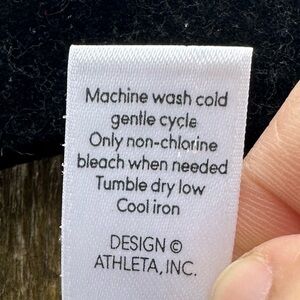 Machine wash cold
gentle cycle
Only non-chlorine
bleach when needed
Tumble dry low
Cool iron
DESIGN ©
ATHLETA, INC.